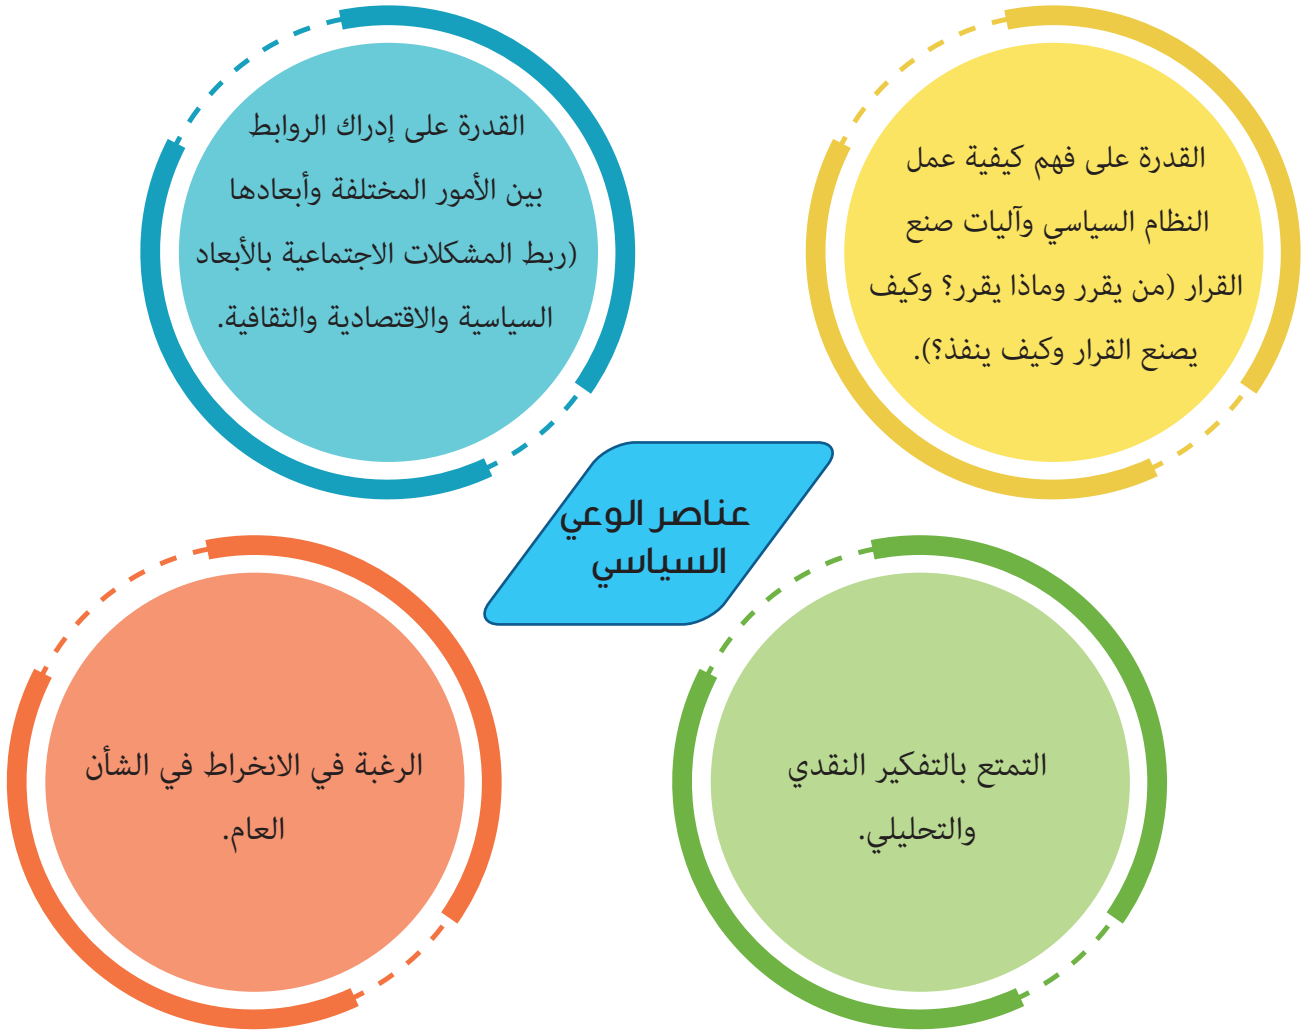 القدرة على فهم كيفية عمل
النظام السياسي وآليات صنع
القرار (من يقرر وماذا يقرر؟ وكيف
يصنع القرار وكيف ينفذ؟).
القدرة على إدراك الروابط
بين الأمور المختلفة وأبعادها
(ربط المشكلات الاجتماعية بالأبعاد
السياسية والاقتصادية والثقافية.
عناصر الوعي
السياسي
التمتع بالتفكير النقدي
والتحليلي.
الرغبة في الانخراط في الشأن
العام.